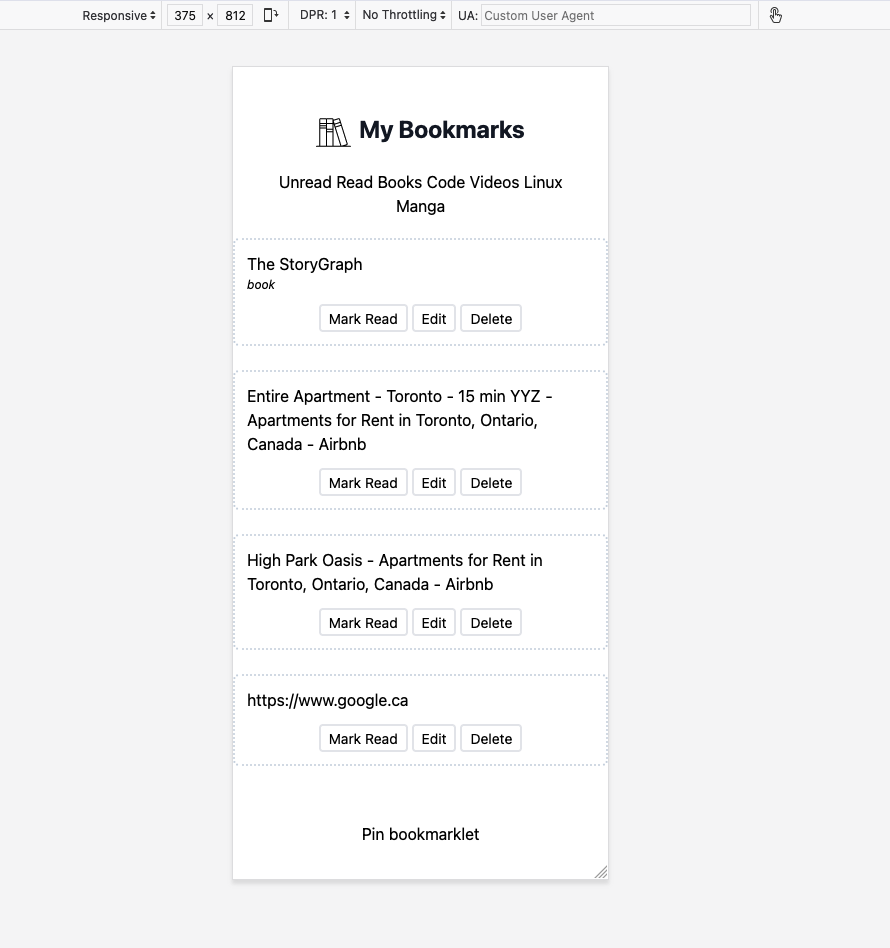 Responsive 375 × 812 DPR: 1 No Throttling UA: Custom User Agent
My Bookmarks
Unread Read Books Code Videos Linux
Manga
The StoryGraph
book
Mark Read Edit Delete
Entire Apartment - Toronto - 15 min YYZ -
Apartments for Rent in Toronto, Ontario,
Canada - Airbnb
Mark Read Edit Delete
High Park Oasis - Apartments for Rent in
Toronto, Ontario, Canada - Airbnb
Mark Read Edit Delete
https://www.google.ca
Mark Read Edit Delete
Pin bookmarklet